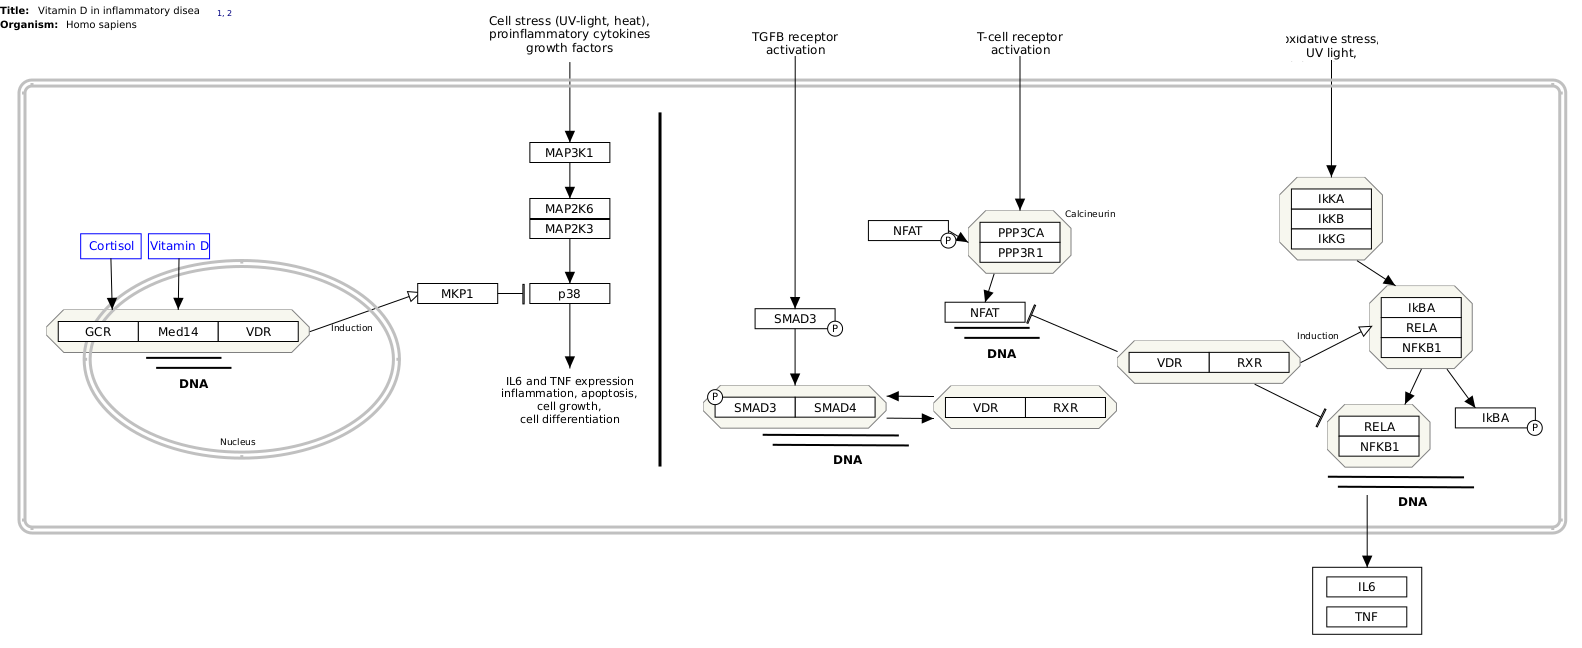 Title: Vitamin D in inflammatory disea 1, 2
Organism: Homo sapiens
Cell stress (UV-light, heat),
proinflammatory cytokines
growth factors
TGFB receptor
activation
T-cell receptor
activation
oxidative stress,
UV light,
MAP3K1
MAP2K6
MAP2K3
Cortisol
Vitamin D
MKP1
p38
GCR
Med14
VDR
Induction
DNA
Nucleus
IL6 and TNF expression
inflammation, apoptosis,
cell growth,
cell differentiation
SMAD3
P
P
SMAD3
SMAD4
DNA
VDR
RXR
NFAT
P
Calcineurin
PPP3CA
PPP3R1
NFAT
DNA
VDR
RXR
Induction
IkKA
IkKB
IkKG
IkBA
RELA
NFKB1
IkBA
P
RELA
NFKB1
DNA
IL6
TNF